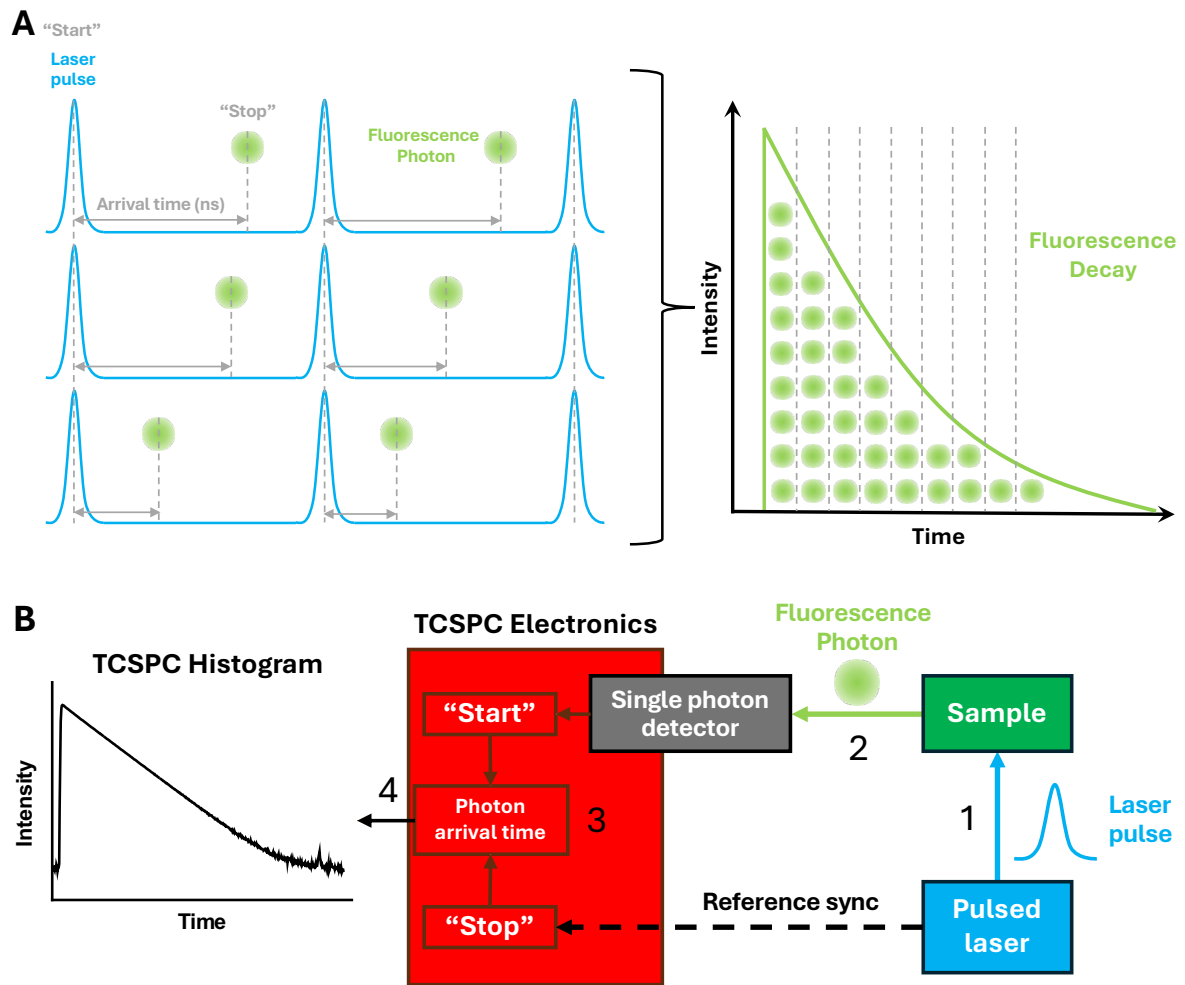 A
“Start”
Laser
pulse
“Stop”
Fluorescence
Photon
Arrival time (ns)
Intensity
Fluorescence
Decay
Time
B
TCSPC Histogram
Intensity
Time
TCSPC Electronics
“Start”
Photon
arrival time
“Stop”
3
4
Single photon
detector
Fluorescence
Photon
2
Sample
1
Laser
pulse
Reference sync
Pulsed
laser